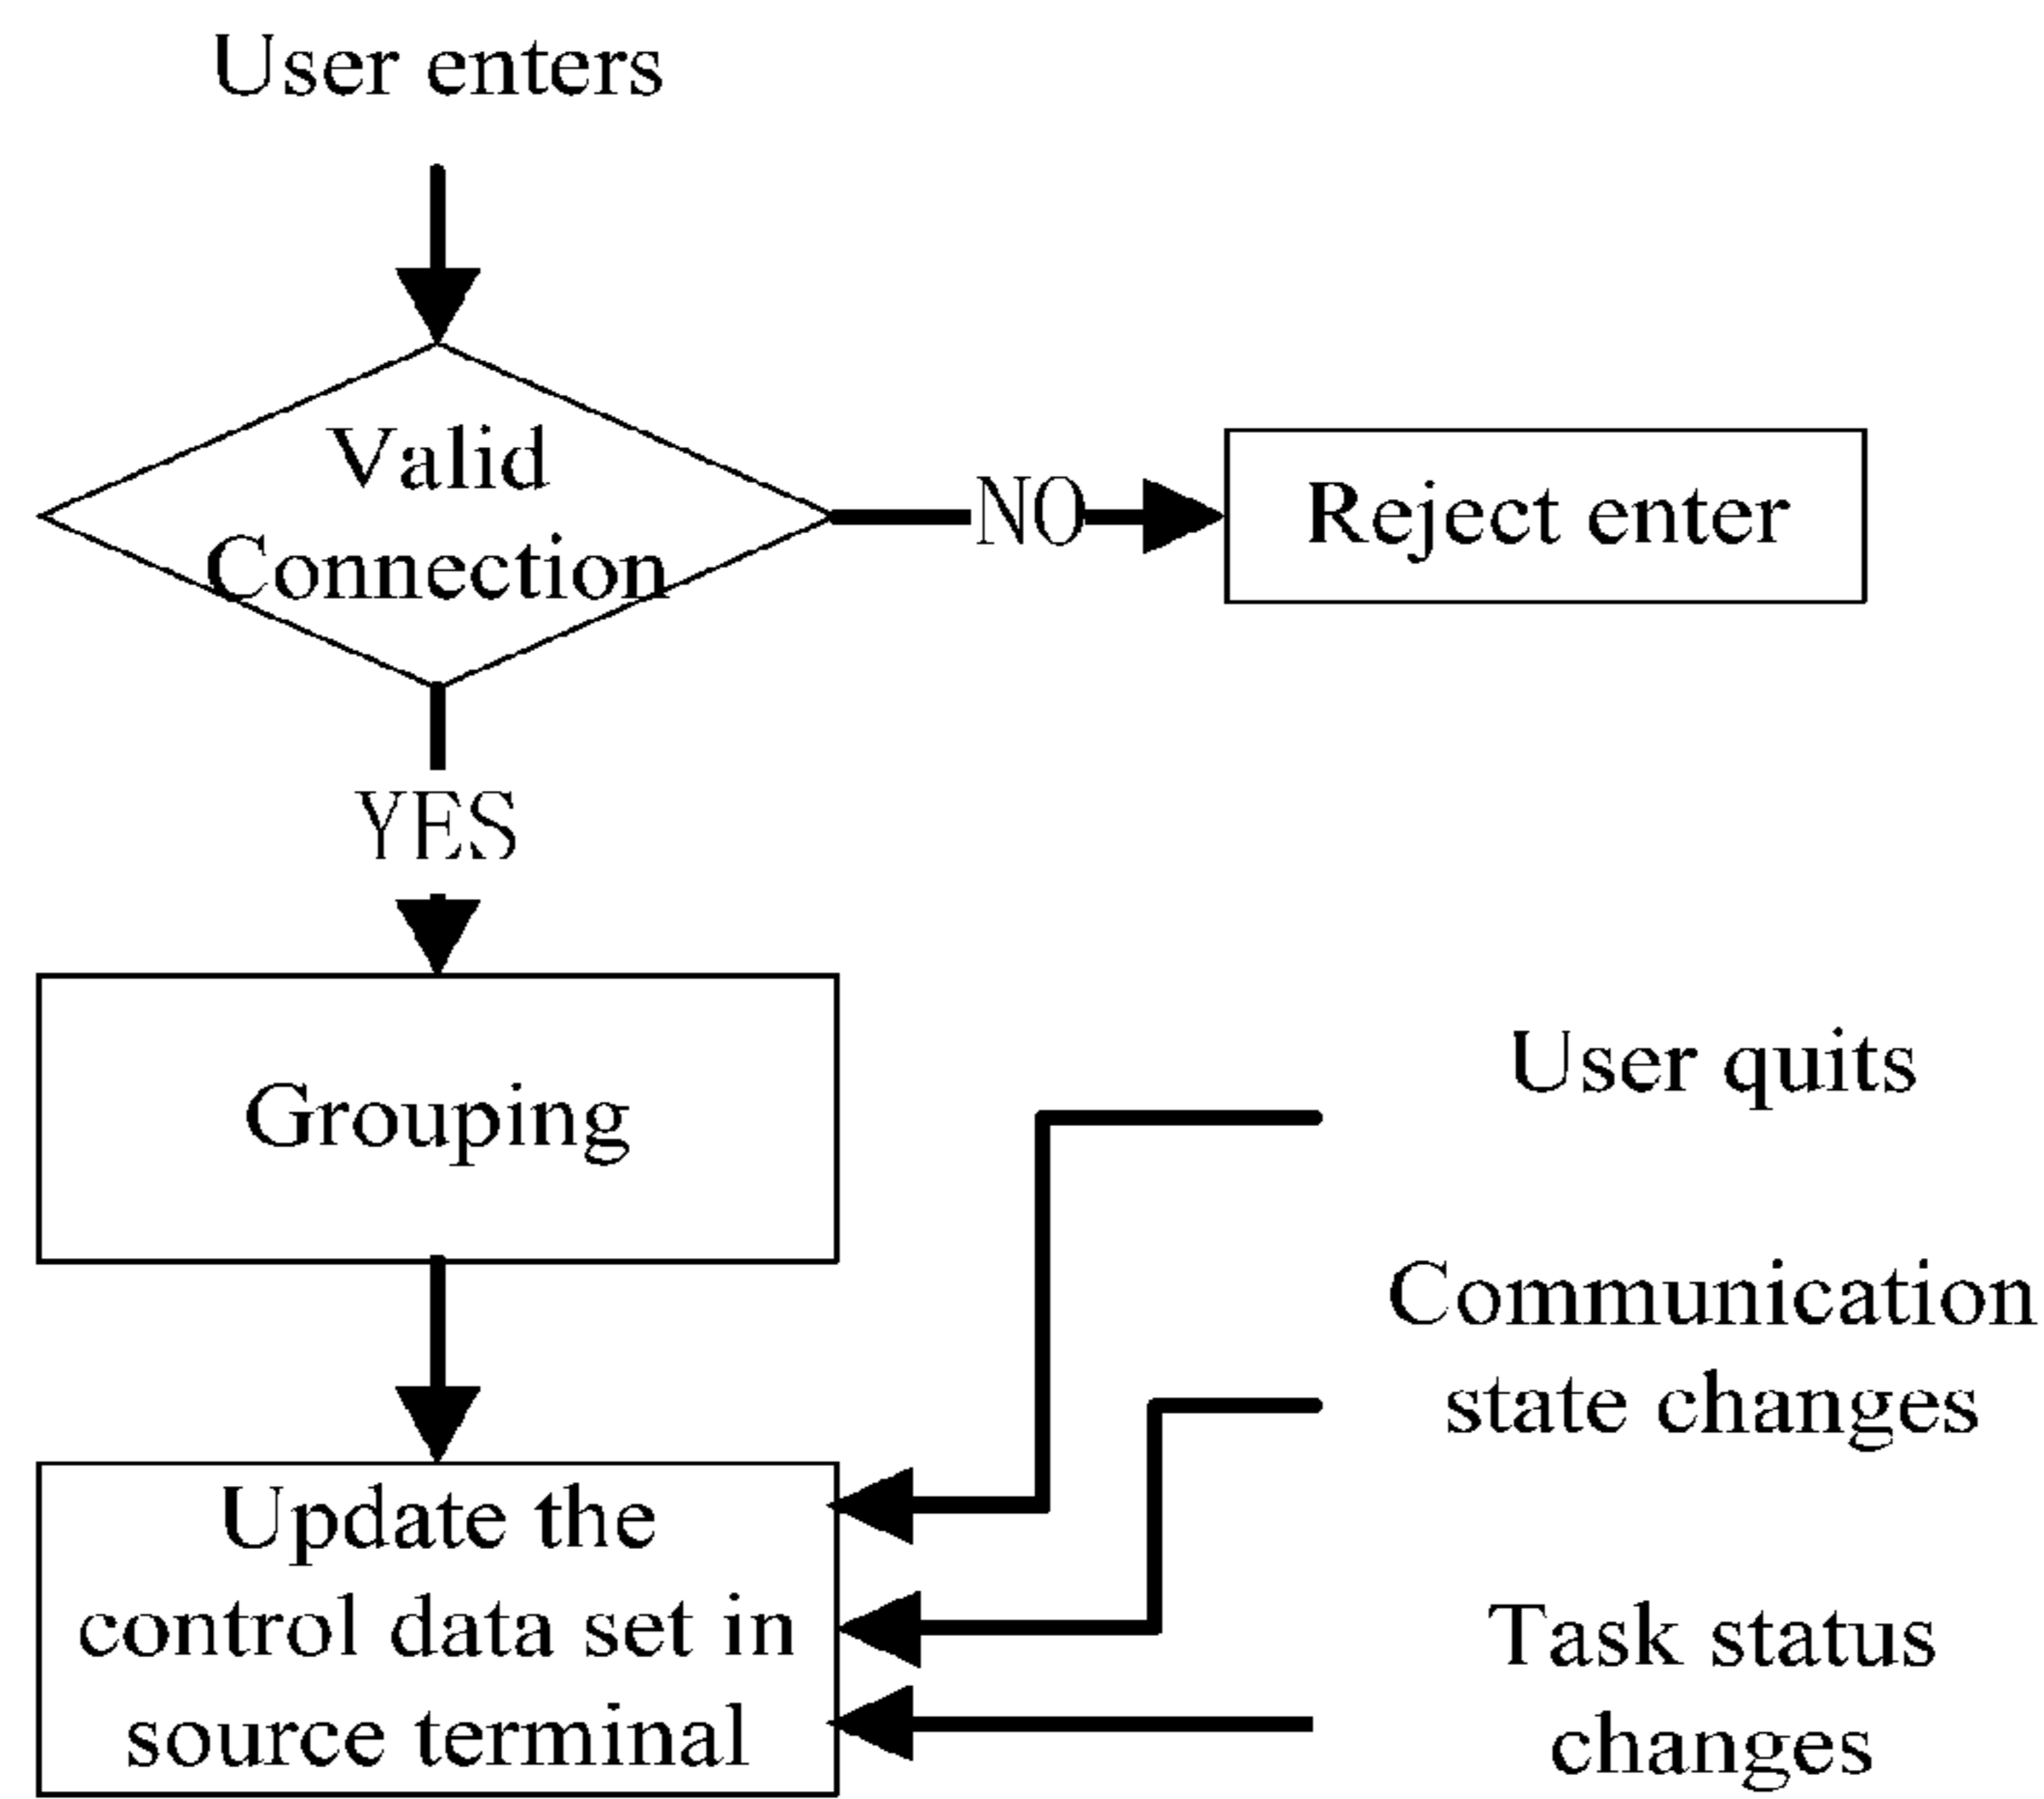 User enters
Valid
Connection
NO
Reject enter
YES
Grouping
User quits
Communication
state changes
Update the
control data set in
source terminal
Task status
changes